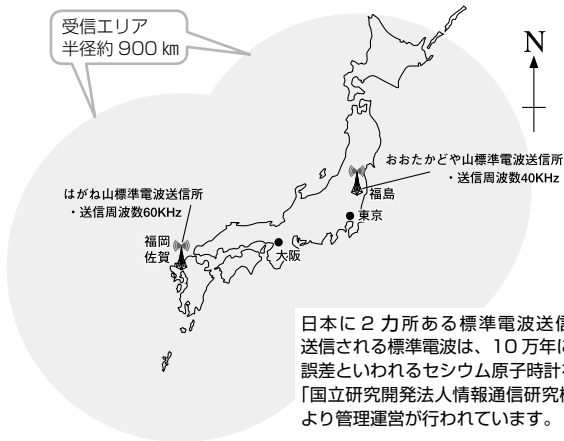 受信エリア
半径約 900 km
N
おおたかどや山標準電波送信所
・送信周波数40KHz
福島
東京
はがね山標準電波送信所
・送信周波数60KHz
福岡
佐賀
大阪
日本に 2 カ所ある標準電波送信
送信される標準電波は、10 万年に
誤差といわれるセシウム原子時計
「国立研究開発法人情報通信研究
より管理運営が行われています。